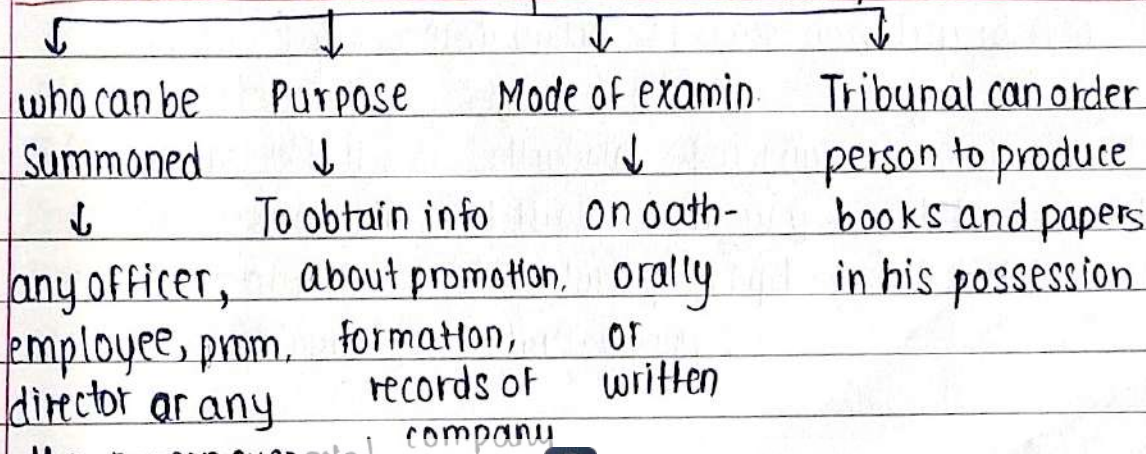 who can be
summoned
any officer,
employee, prom,
director or any
Purpose
To obtain info
about promotion,
formation,
records of
company
Mode of examin.
on oath-
orally
or
written
Tribunal can order
person to produce
books and papers
in his possession